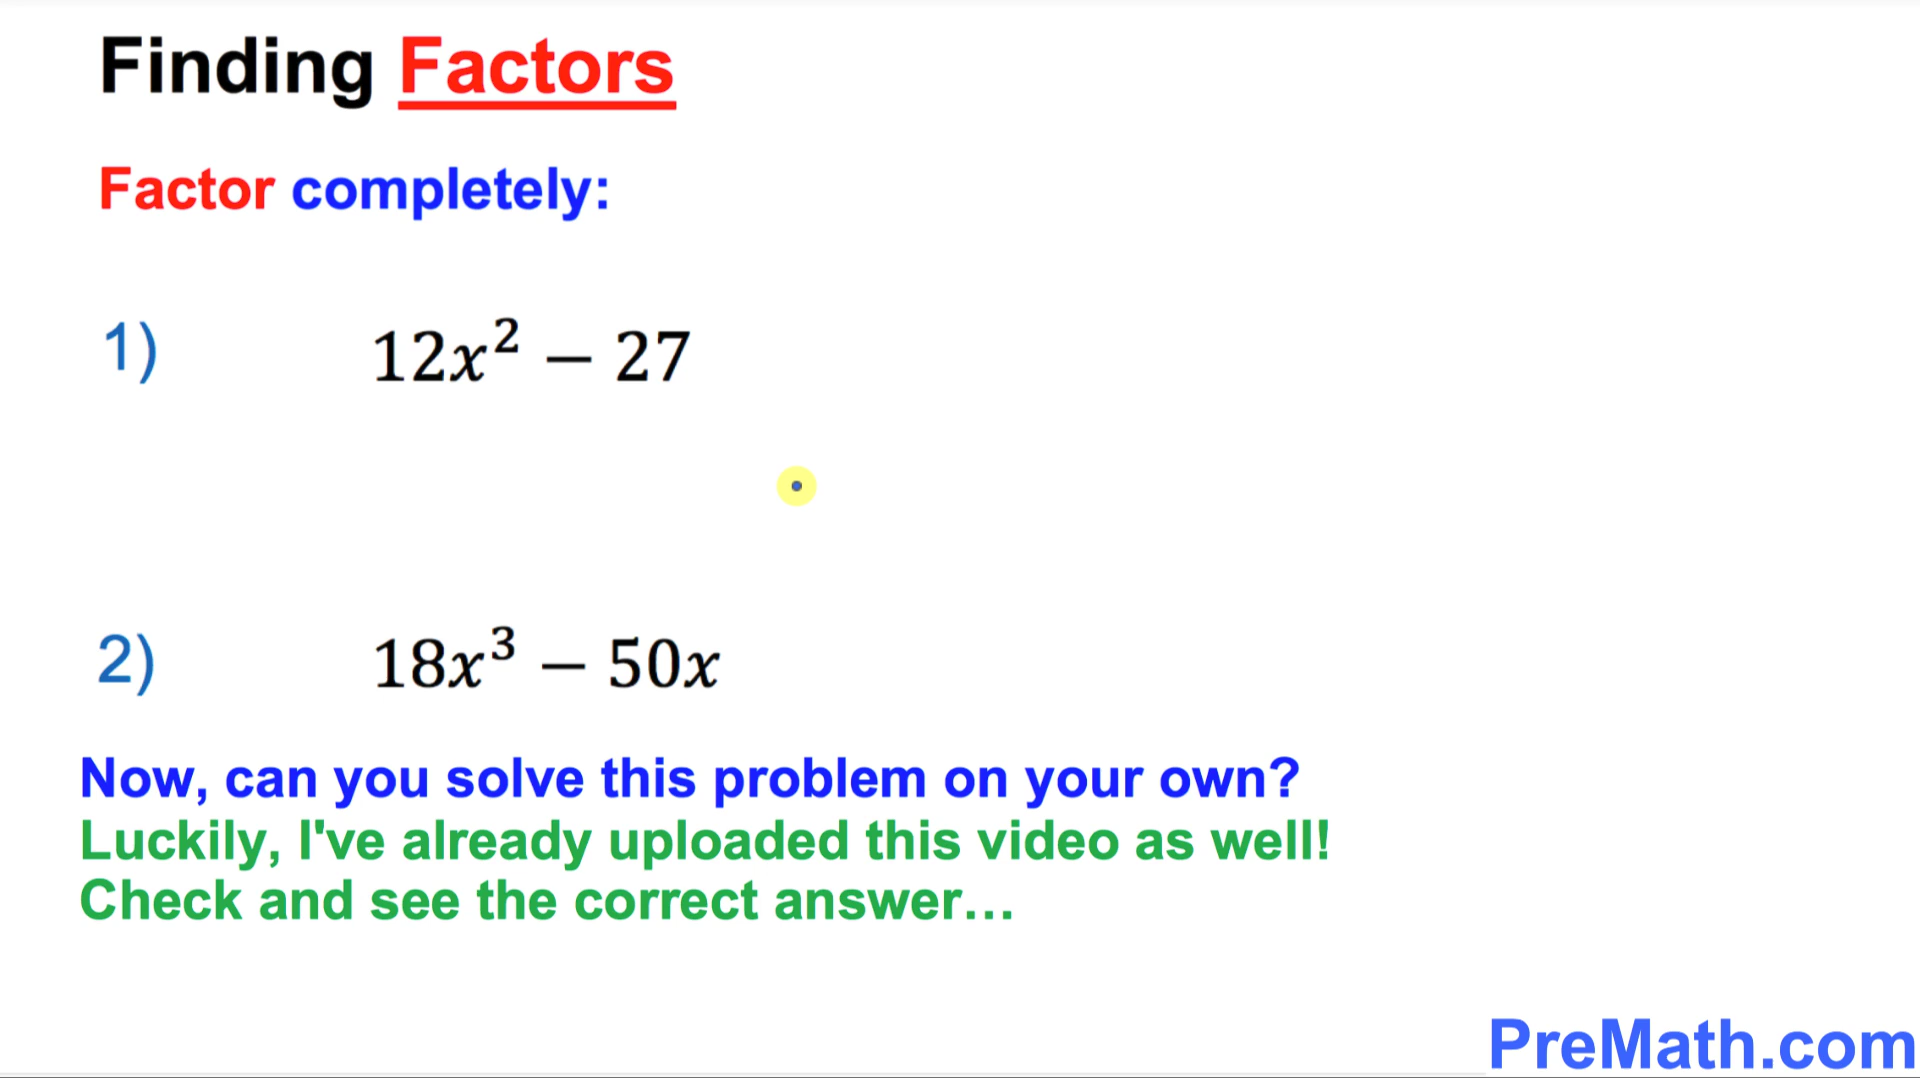 Finding Factors
Factor completely:
1) 12x² − 27
2) 18x³ − 50x
Now, can you solve this problem on your own?
Luckily, I've already uploaded this video as well!
Check and see the correct answer...
PreMath.com